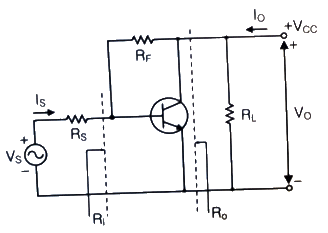 I_O
+V_CC
+
R_F
I_S
R_S
R_L
V_O
+
V_S
−
−
R_i
R_o